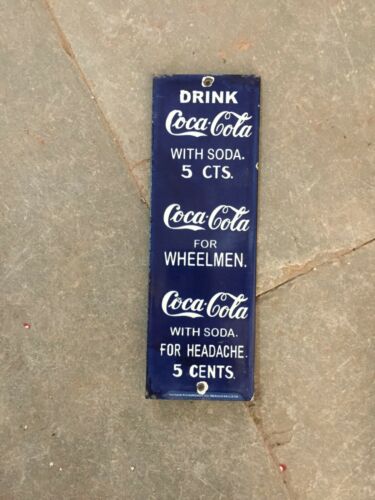 DRINK
Coca-Cola
WITH SODA.
5 CTS.
Coca-Cola
FOR
WHEELMEN.
Coca-Cola
WITH SODA.
FOR HEADACHE.
5 CENTS.